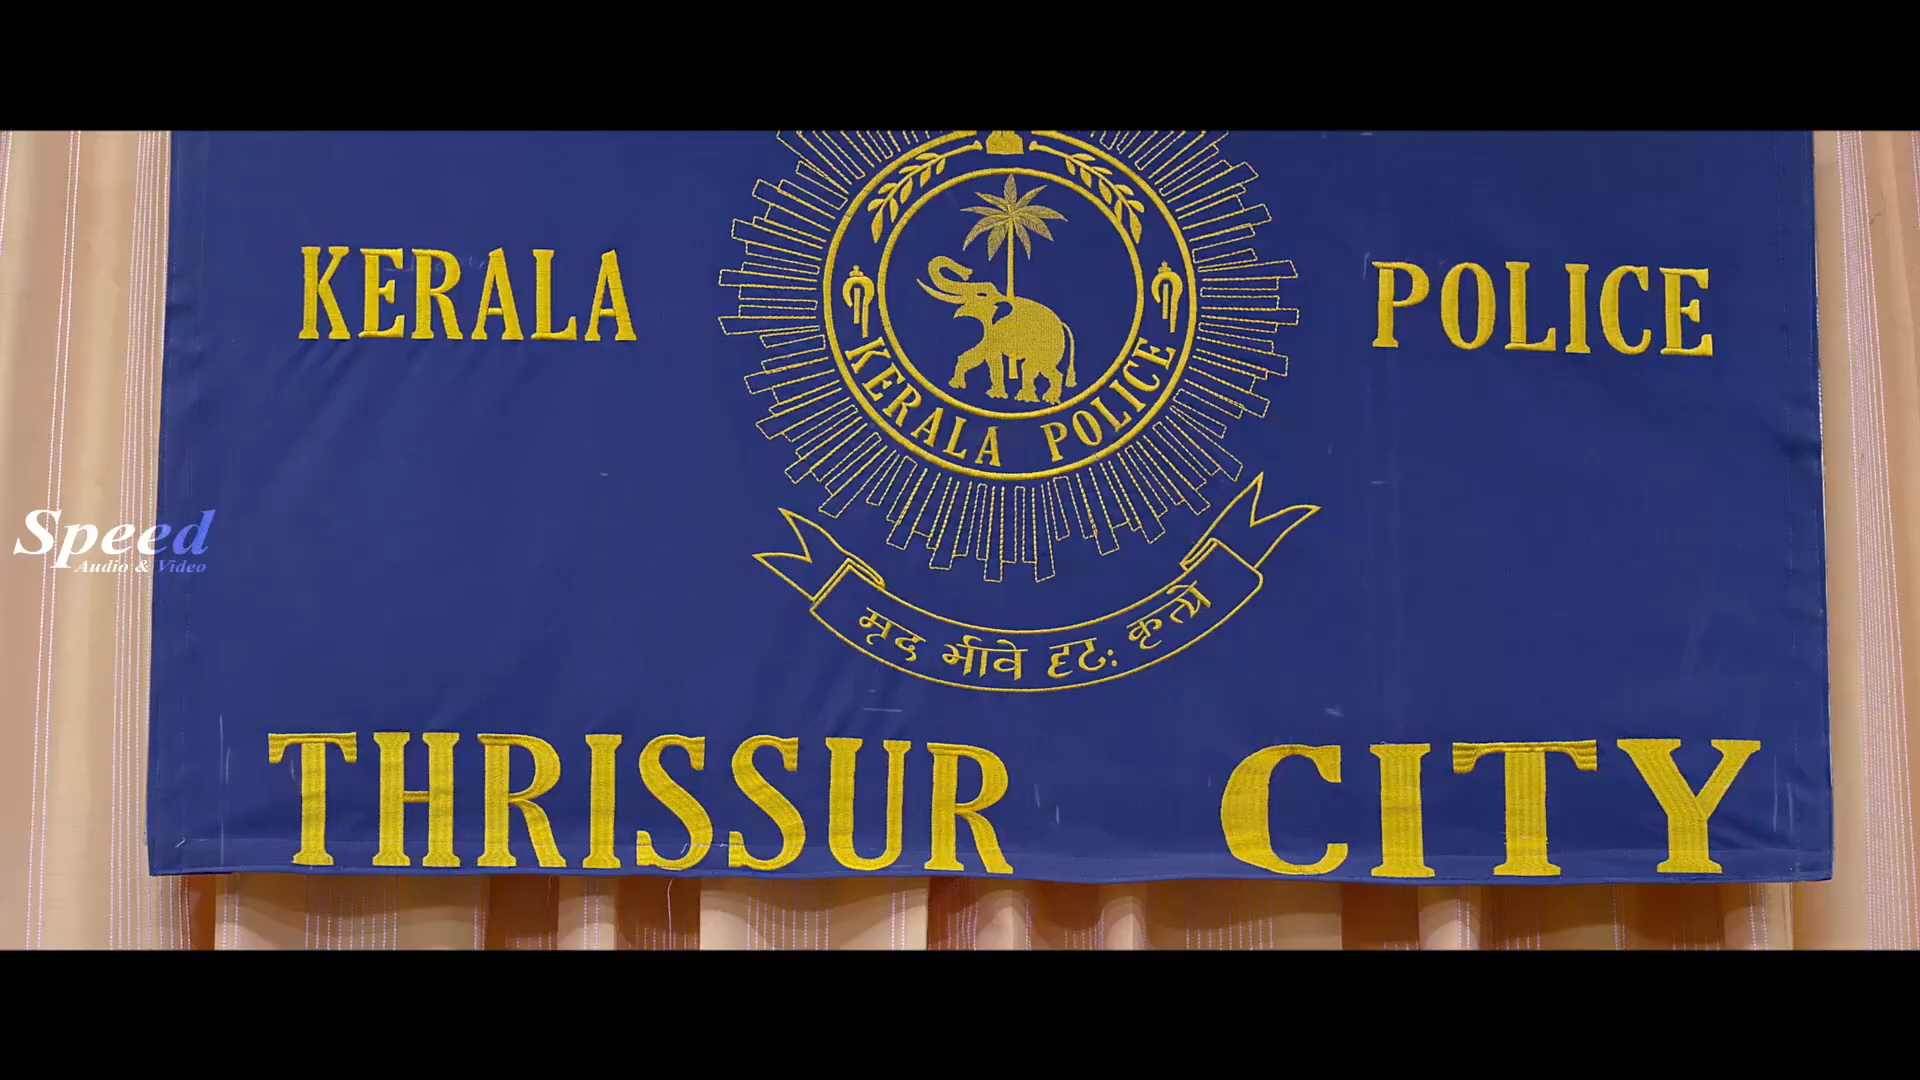 KERALA POLICE
KERALA POLICE
मृद र्भावे दृढ: कृत्ये
Speed
Audio & Video
THRISSUR CITY